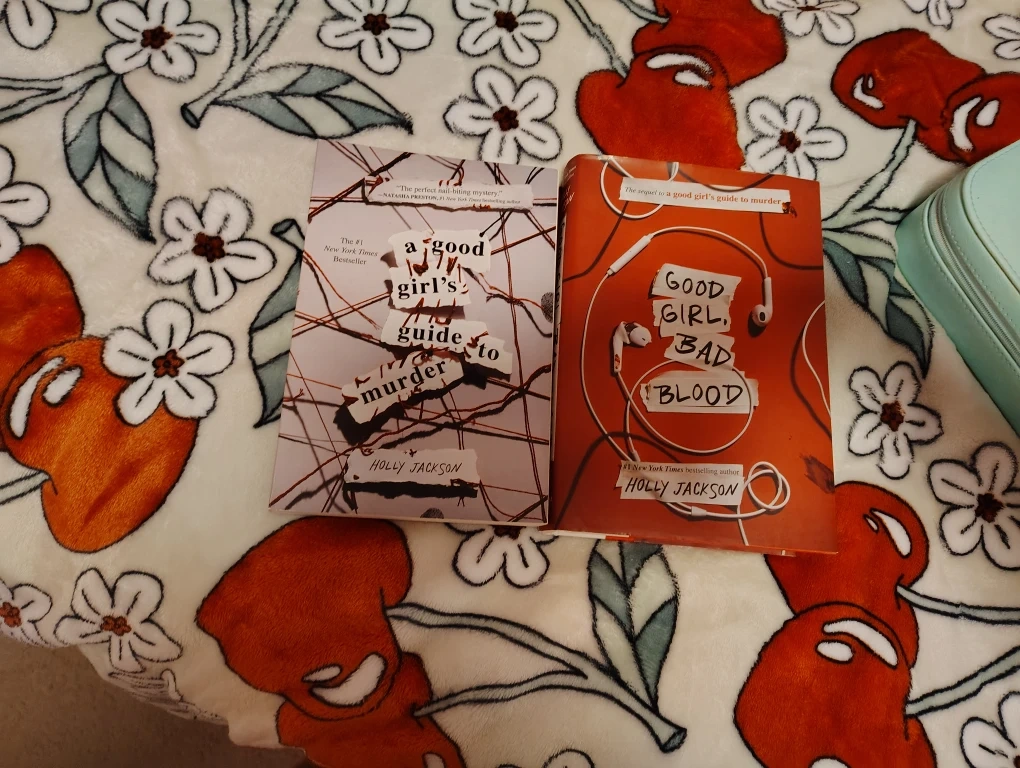 "The perfect nail-biting mystery."
—NATASHA PRESTON, #1 New York Times bestselling author
The #1
New York Times
Bestseller
a good
girl's
guide to
murder
HOLLY JACKSON
The sequel to a good girl's guide to murder
GOOD
GIRL,
BAD
BLOOD
#1 New York Times bestselling author
HOLLY JACKSON